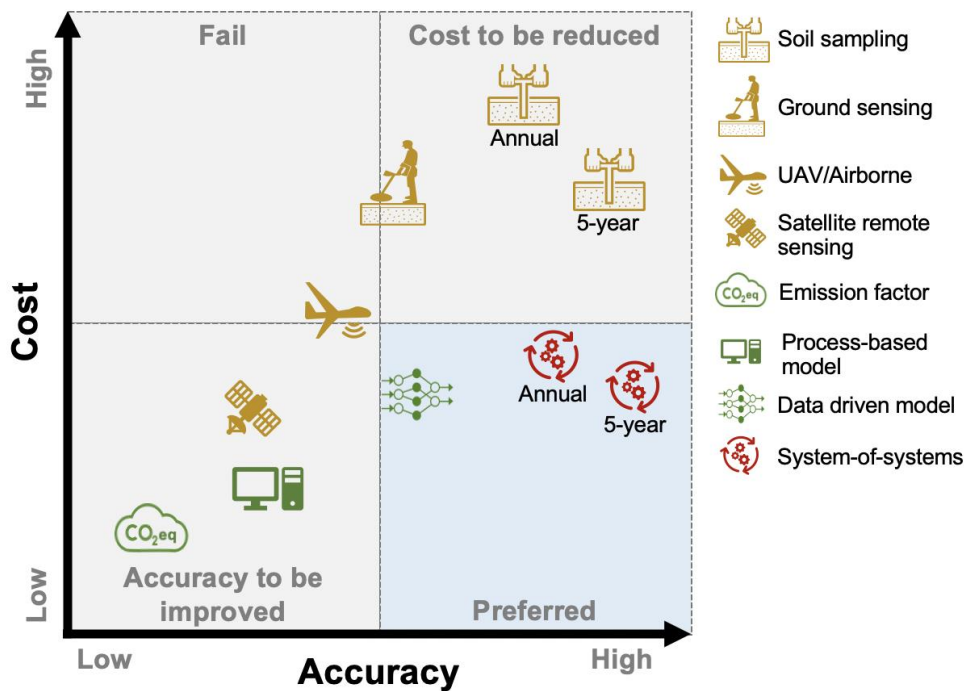 Fail
Cost to be reduced
High
Annual
5-year
Cost
Annual
5-year
CO₂eq
Accuracy to be
improved
Preferred
Low
Low
Accuracy
High
Soil sampling
Ground sensing
UAV/Airborne
Satellite remote
sensing
CO₂eq
Emission factor
Process-based
model
Data driven model
System-of-systems